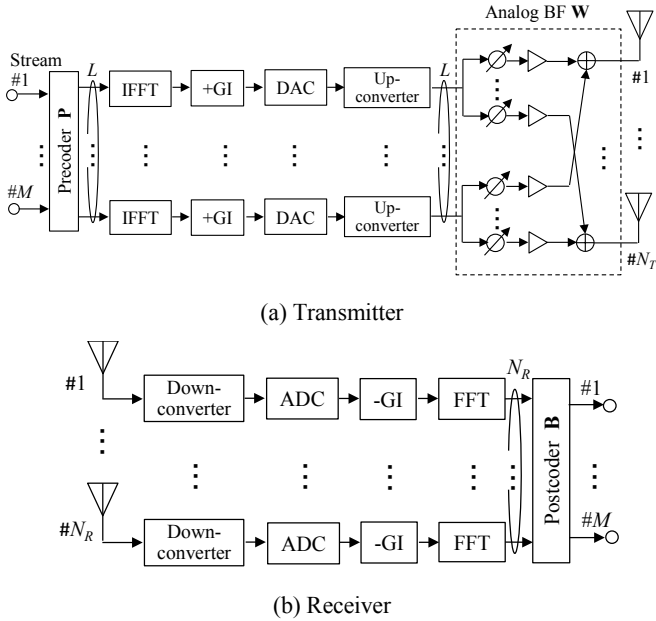 Analog BF W
Stream
#1
L
L
#1
Precoder P
IFFT
+GI
DAC
Up-
converter
#M
IFFT
+GI
DAC
Up-
converter
#N_T
(a) Transmitter
#1
N_R
#1
Down-
converter
ADC
-GI
FFT
Postcoder B
#N_R
#M
Down-
converter
ADC
-GI
FFT
(b) Receiver